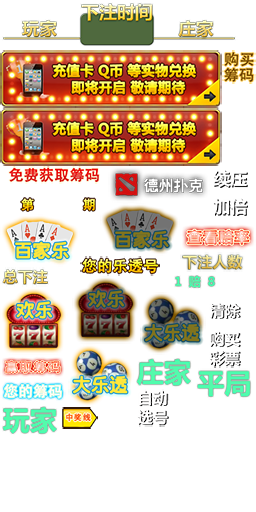 下注时间
玩家
庄家
充值卡 Q币 等实物兑换
即将开启 敬请期待
购买
筹码
充值卡 Q币 等实物兑换
即将开启 敬请期待
免费获取筹码
德州扑克
续压
第 期
加倍
百家乐
百家乐
查看赔率
您的乐透号
下注人数
总下注
1 赔 8
欢乐
欢乐
大乐透
清除
购买
彩票
赢取筹码
大乐透
庄家
平局
您的筹码
自动
选号
玩家
中奖线